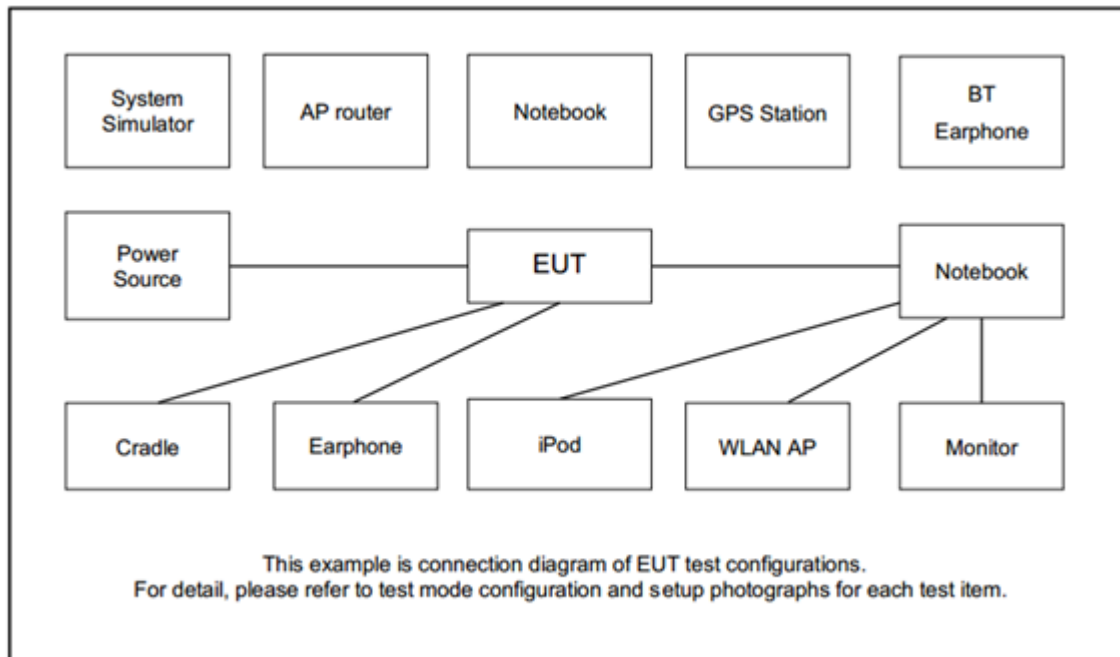 System
Simulator
AP router
Notebook
GPS Station
BT
Earphone
Power
Source
EUT
Notebook
Cradle
Earphone
iPod
WLAN AP
Monitor
This example is connection diagram of EUT test configurations.
For detail, please refer to test mode configuration and setup photographs for each test item.